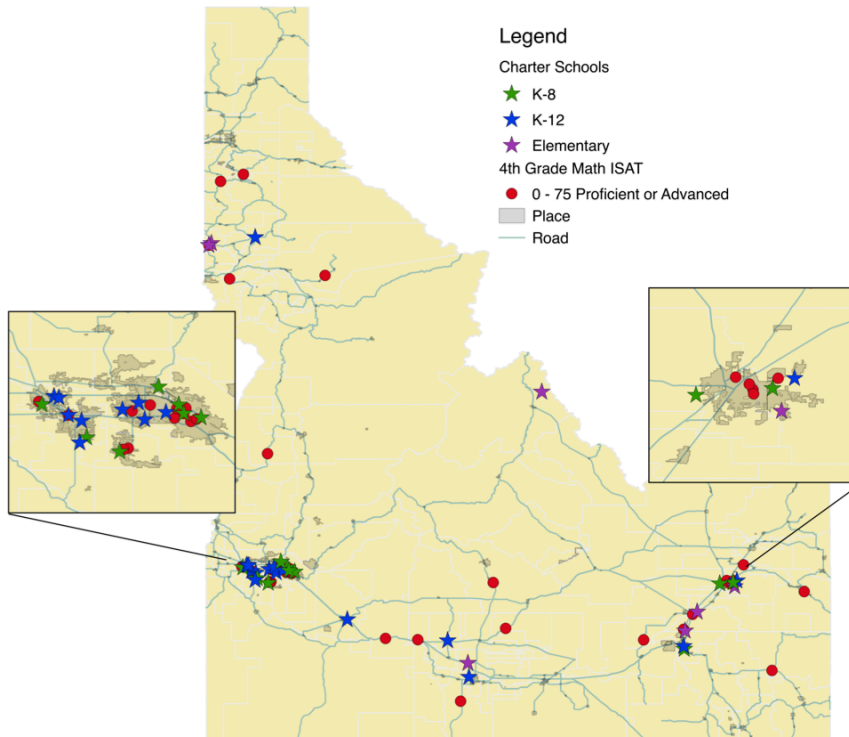 Legend
Charter Schools
K-8
K-12
Elementary
4th Grade Math ISAT
0 - 75 Proficient or Advanced
Place
Road